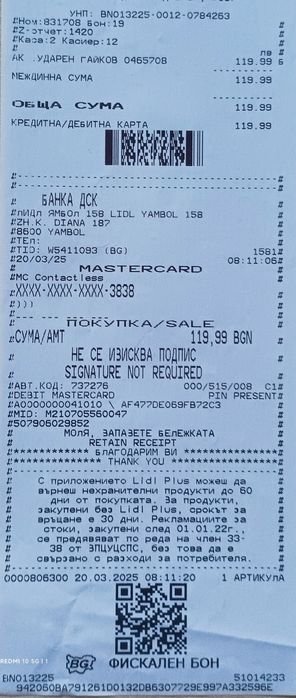 УНП: BN013225-0012-0784263
#Ном:831708 Бон:19 #
#Z-отчет:1420 #
#Каса:2 Касиер:12 #
лв
АК .УДАРЕН ГАЙКОВ 0465708 119.99 Б
МЕЖДИННА СУМА 119.99
ОБЩА СУМА 119.99
КРЕДИТНА/ДЕБИТНА КАРТА 119.99
БАНКА ДСК
#ЛИДЛ ЯМБОЛ 158 LIDL YAMBOL 158 #
#ZH.K. DIANA 187 #
#8600 YAMBOL #
#ТЕЛ: #
#TID: W5411093 (BG) 1581#
#20/03/25 08:11:06#
MASTERCARD
#MC Contactless #
XXXX-XXXX-XXXX-3838
#))) #
ПОКУПКА/SALE
СУМА/AMT 119,99 BGN
НЕ СЕ ИЗИСКВА ПОДПИС
SIGNATURE NOT REQUIRED
#АВТ.КОД: 737276 000/515/008 C1#
#DEBIT MASTERCARD PIN PRESENT#
#A0000000041010 \ AF477DE069FB72C3 #
#MID: M210705560047 #
#507906029852 #
# МОЛЯ, ЗАПАЗЕТЕ БЕЛЕЖКАТА #
# RETAIN RECEIPT #
************** БЛАГОДАРИМ ВИ **************
************** THANK YOU **************
# С приложението Lidl Plus можеш да #
# върнеш нехранителни продукти до 60 #
# дни от покупката. За продукти, #
# закупени без Lidl Plus, срокът за #
# връщане е 30 дни. Рекламациите за #
# стоки, закупени след 01.01.22г., #
# се предявяват по реда на член 33- #
# 38 от ЗПЦУЦСПС, без това да е #
# свързано с разходи за потребителя. #
0000806300 20.03.2025 08:11:20 1 АРТИКУЛА
REDMI 10 5G
BG! ФИСКАЛЕН БОН
BN013225 51014233
942060BA791261D0132DB6307729E997A332596E